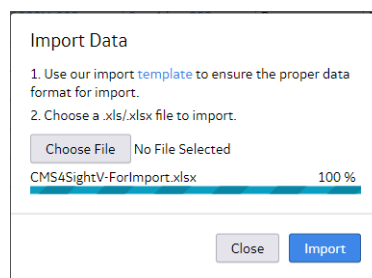 Import Data
1. Use our import template to ensure the proper data
format for import.
2. Choose a .xls/.xlsx file to import.
Choose File No File Selected
CMS4SightV-ForImport.xlsx 100 %
Close Import